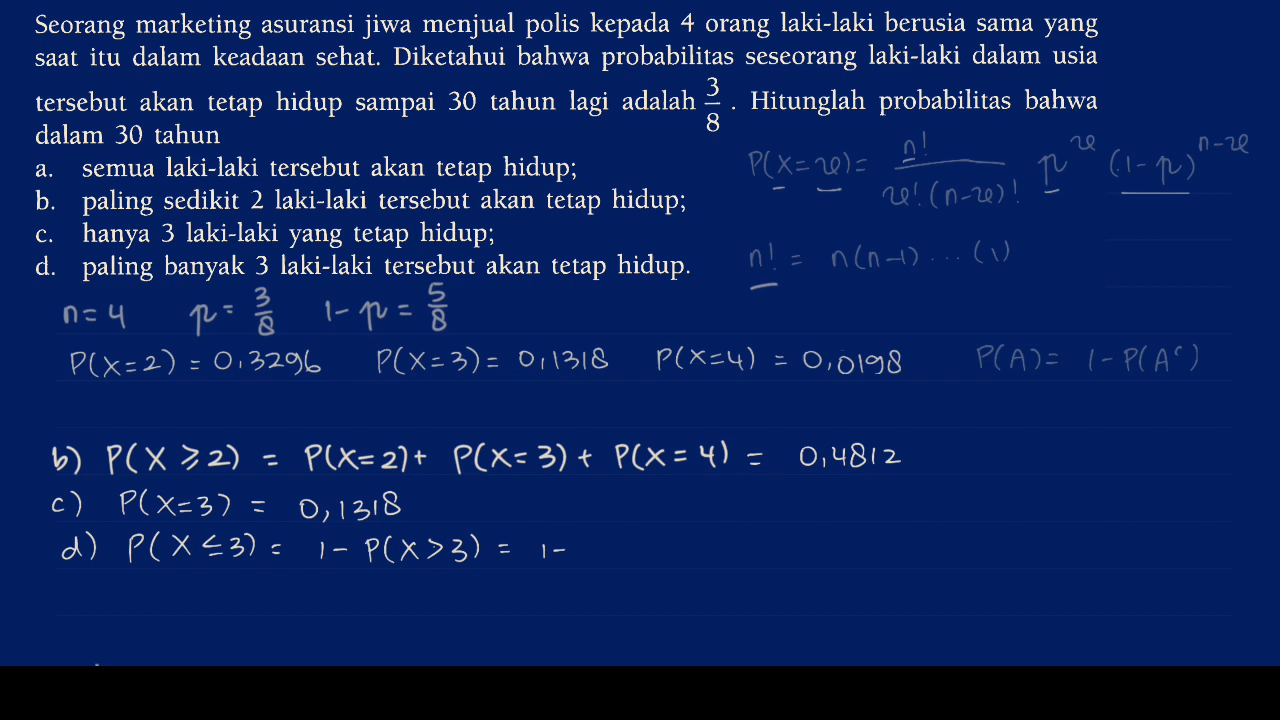 Seorang marketing asuransi jiwa menjual polis kepada 4 orang laki-laki berusia sama yang
saat itu dalam keadaan sehat. Diketahui bahwa probabilitas seseorang laki-laki dalam usia
tersebut akan tetap hidup sampai 30 tahun lagi adalah 3/8. Hitunglah probabilitas bahwa
dalam 30 tahun
a. semua laki-laki tersebut akan tetap hidup;
P(X=x)= n!/x!(n-x)! p^x (1-p)^n-x
b. paling sedikit 2 laki-laki tersebut akan tetap hidup;
c. hanya 3 laki-laki yang tetap hidup;
d. paling banyak 3 laki-laki tersebut akan tetap hidup.
n! = n(n-1)...(1)
n=4 p=3/8 1-p=5/8
P(X=2)=0,3296 P(X=3)=0,1318 P(X=4)=0,0198 P(A)=1-P(Aᶜ)
b) P(X≥2) = P(X=2)+ P(X=3)+ P(X=4) = 0,4812
c) P(X=3) = 0,1318
d) P(X≤3) = 1-P(X>3) = 1-